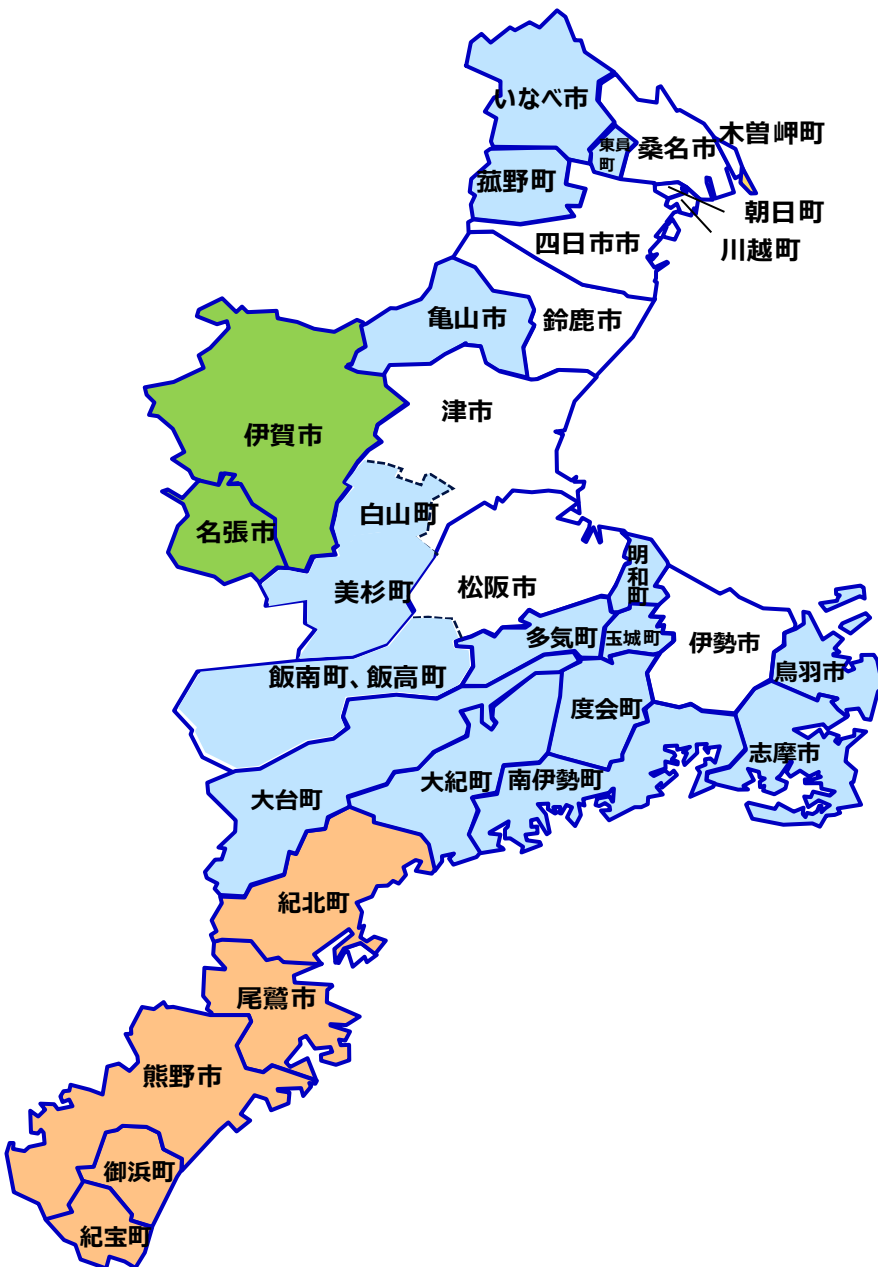 いなべ市
木曽岬町
東員
町
桑名市
菰野町
朝日町
四日市市
川越町
亀山市
鈴鹿市
津市
伊賀市
白山町
名張市
明
和
町
松阪市
美杉町
多気町
玉城町
伊勢市
飯南町、飯高町
鳥羽市
度会町
志摩市
大紀町
南伊勢町
大台町
紀北町
尾鷲市
熊野市
御浜町
紀宝町